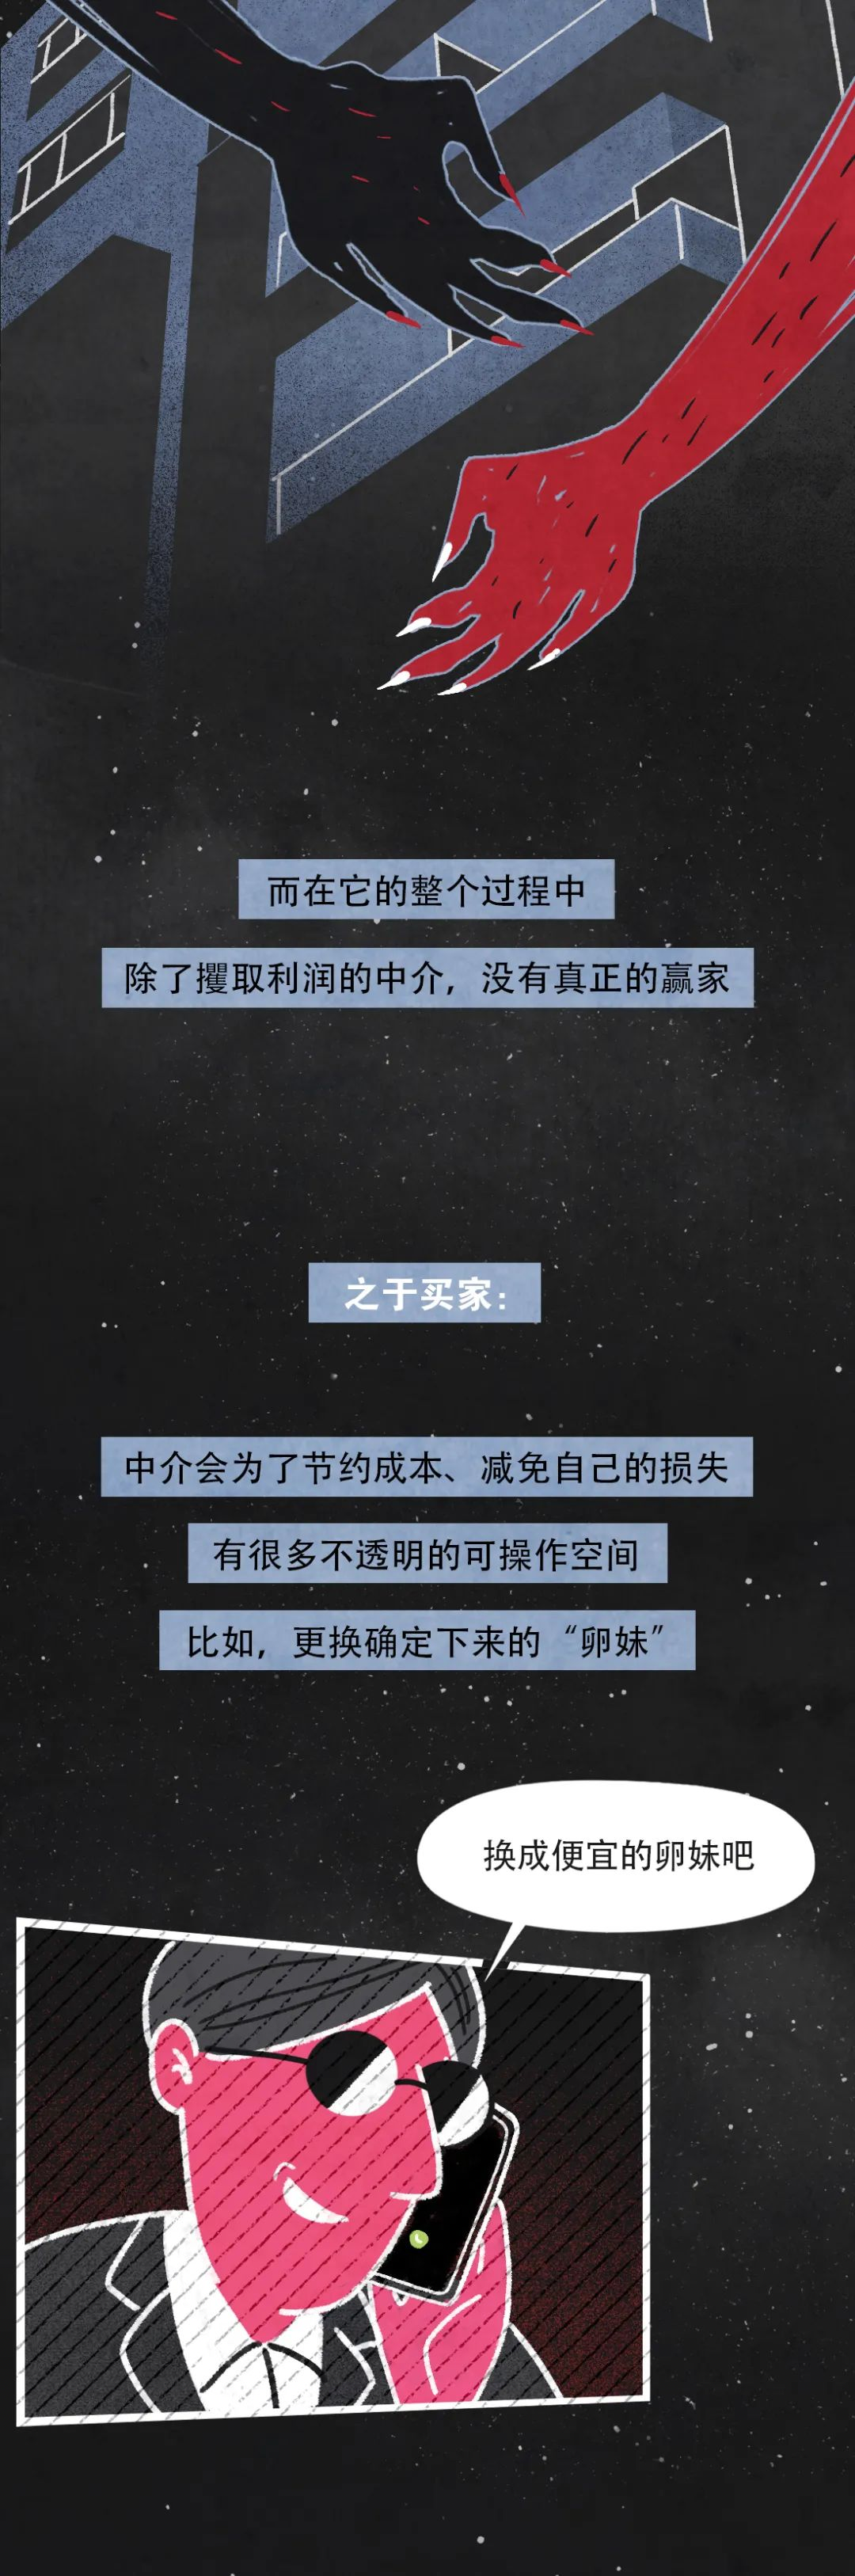 而在它的整个过程中
除了攫取利润的中介，没有真正的赢家
之于买家：
中介会为了节约成本、减免自己的损失
有很多不透明的可操作空间
比如，更换确定下来的“卵妹”
换成便宜的卵妹吧